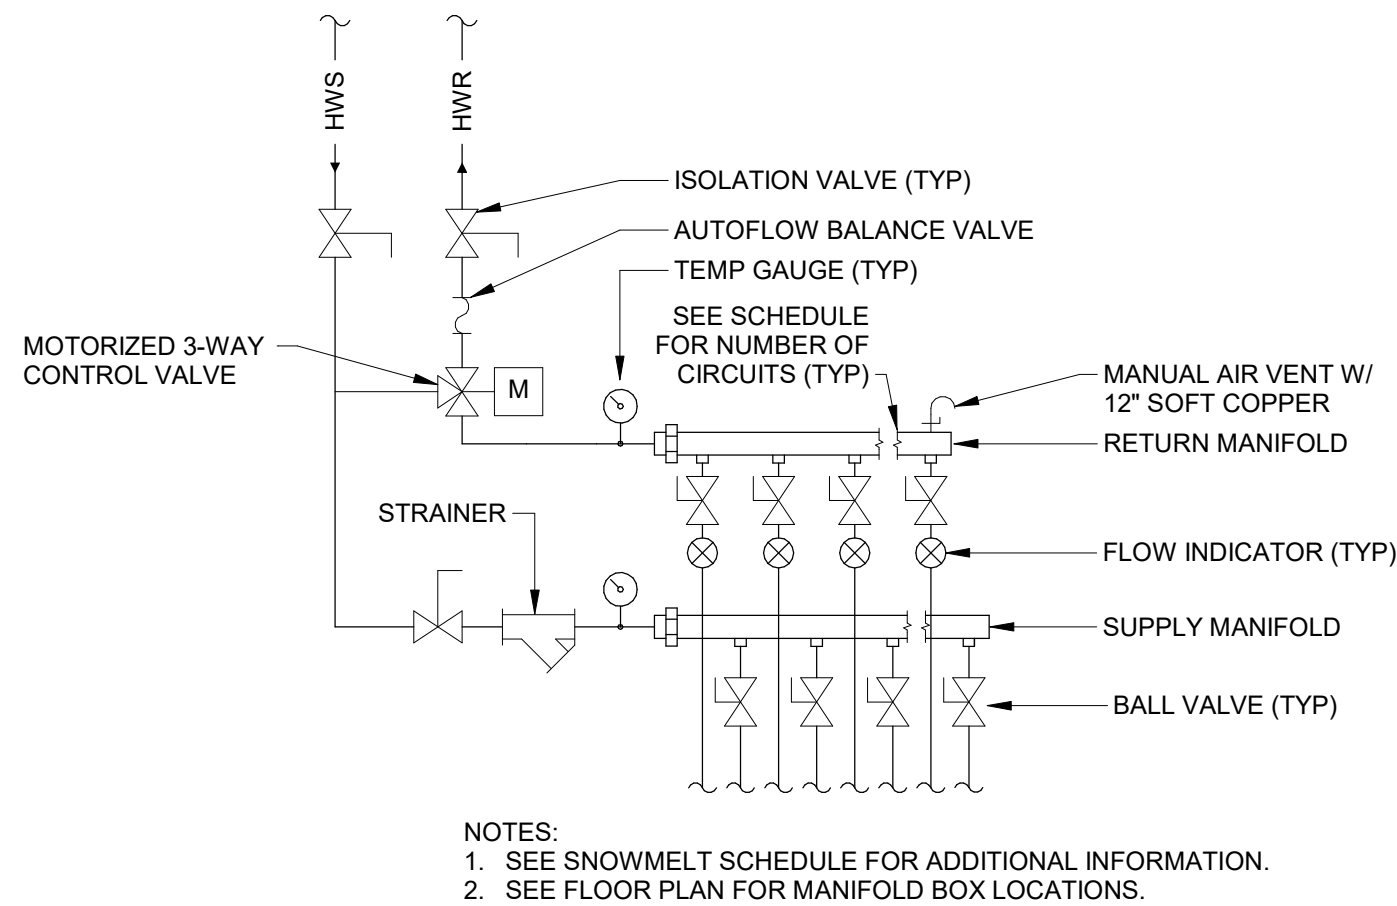 HWS
HWR
ISOLATION VALVE (TYP)
AUTOFLOW BALANCE VALVE
TEMP GAUGE (TYP)
SEE SCHEDULE
FOR NUMBER OF
CIRCUITS (TYP)
MOTORIZED 3-WAY
CONTROL VALVE
M
MANUAL AIR VENT W/
12" SOFT COPPER
RETURN MANIFOLD
STRAINER
FLOW INDICATOR (TYP)
SUPPLY MANIFOLD
BALL VALVE (TYP)
NOTES:
1. SEE SNOWMELT SCHEDULE FOR ADDITIONAL INFORMATION.
2. SEE FLOOR PLAN FOR MANIFOLD BOX LOCATIONS.